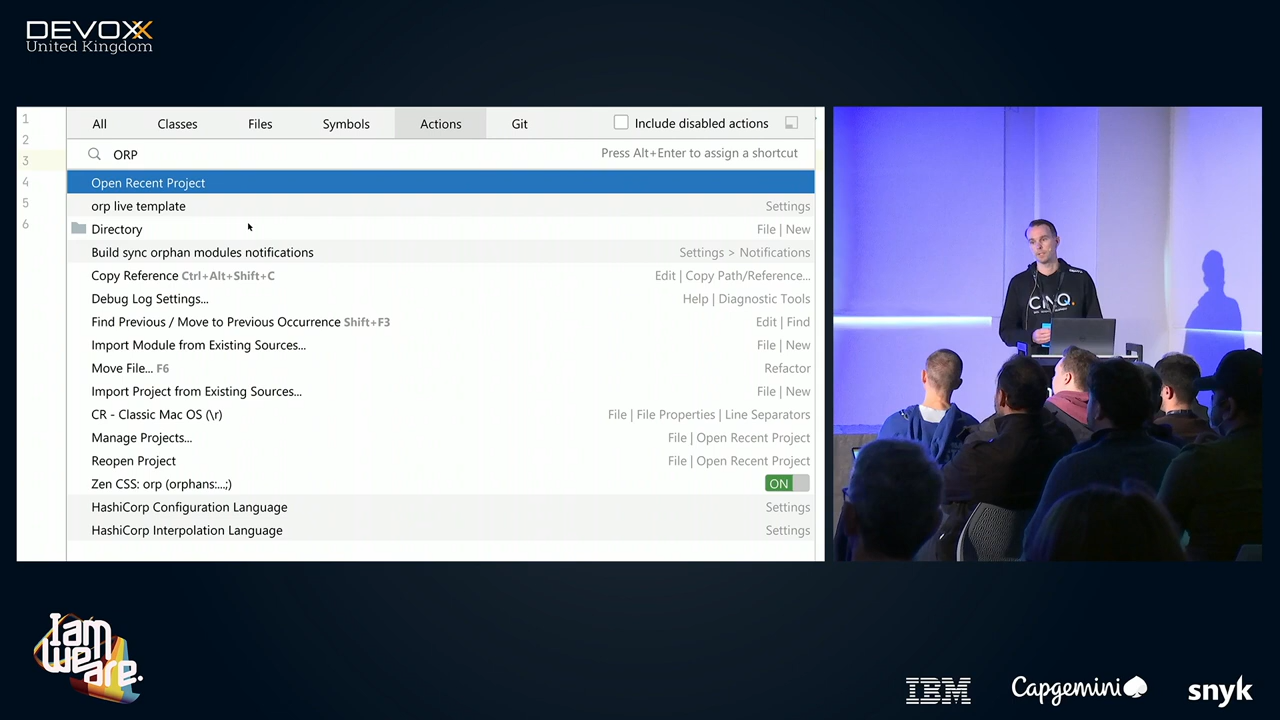 DEVOXX
United Kingdom
1
2
3
4
5
6
All Classes Files Symbols Actions Git Include disabled actions
ORP Press Alt+Enter to assign a shortcut
Open Recent Project
orp live template Settings
Directory File | New
Build sync orphan modules notifications Settings > Notifications
Copy Reference Ctrl+Alt+Shift+C Edit | Copy Path/Reference...
Debug Log Settings... Help | Diagnostic Tools
Find Previous / Move to Previous Occurrence Shift+F3 Edit | Find
Import Module from Existing Sources... File | New
Move File... F6 Refactor
Import Project from Existing Sources... File | New
CR - Classic Mac OS (\r) File | File Properties | Line Separators
Manage Projects... File | Open Recent Project
Reopen Project File | Open Recent Project
Zen CSS: orp (orphans:...;) ON
HashiCorp Configuration Language Settings
HashiCorp Interpolation Language Settings
I am
we are.
IBM Capgemini snyk